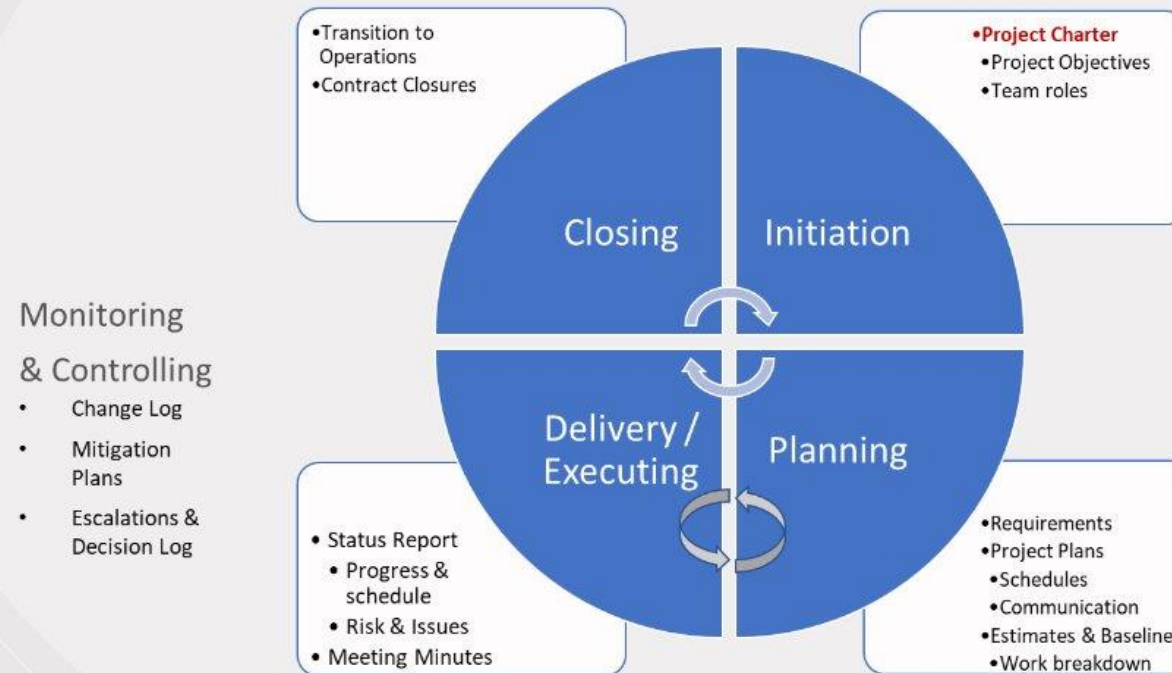 •Transition to
Operations
•Contract Closures
•Project Charter
•Project Objectives
•Team roles
Closing
Initiation
Monitoring
& Controlling
• Change Log
• Mitigation
Plans
• Escalations &
Decision Log
Delivery /
Executing
Planning
• Status Report
• Progress &
schedule
• Risk & Issues
• Meeting Minutes
•Requirements
•Project Plans
•Schedules
•Communication
•Estimates & Baseline
•Work breakdown